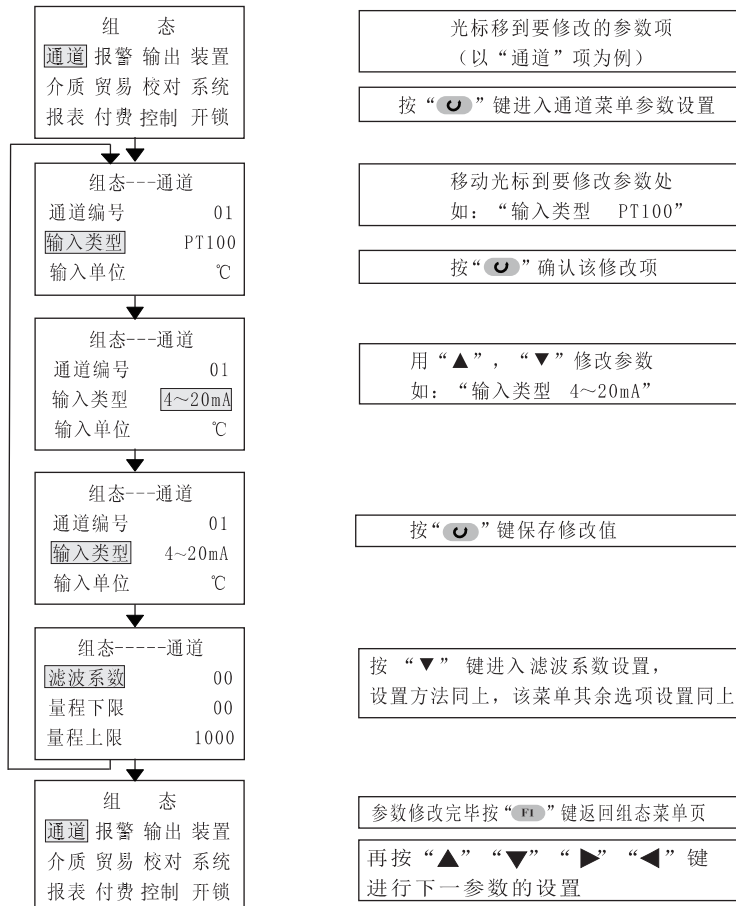 组 态
通道 报警 输出 装置
介质 贸易 校对 系统
报表 付费 控制 开锁
光标移到要修改的参数项
（以“通道”项为例）
按“ ”键进入通道菜单参数设置
组态---通道
通道编号 01
输入类型 PT100
输入单位 ℃
移动光标到要修改参数处
如：“输入类型 PT100”
按“ ”确认该修改项
组态---通道
通道编号 01
输入类型 4～20mA
输入单位 ℃
用“▲”，“▼”修改参数
如：“输入类型 4～20mA”
组态---通道
通道编号 01
输入类型 4~20mA
输入单位 ℃
按“ ”键保存修改值
组态-----通道
滤波系数 00
量程下限 00
量程上限 1000
按 “▼” 键进入滤波系数设置，
设置方法同上，该菜单其余选项设置同上
组 态
通道 报警 输出 装置
介质 贸易 校对 系统
报表 付费 控制 开锁
参数修改完毕按“F1”键返回组态菜单页
再按“▲”“▼”“▶”“◀”键
进行下一参数的设置